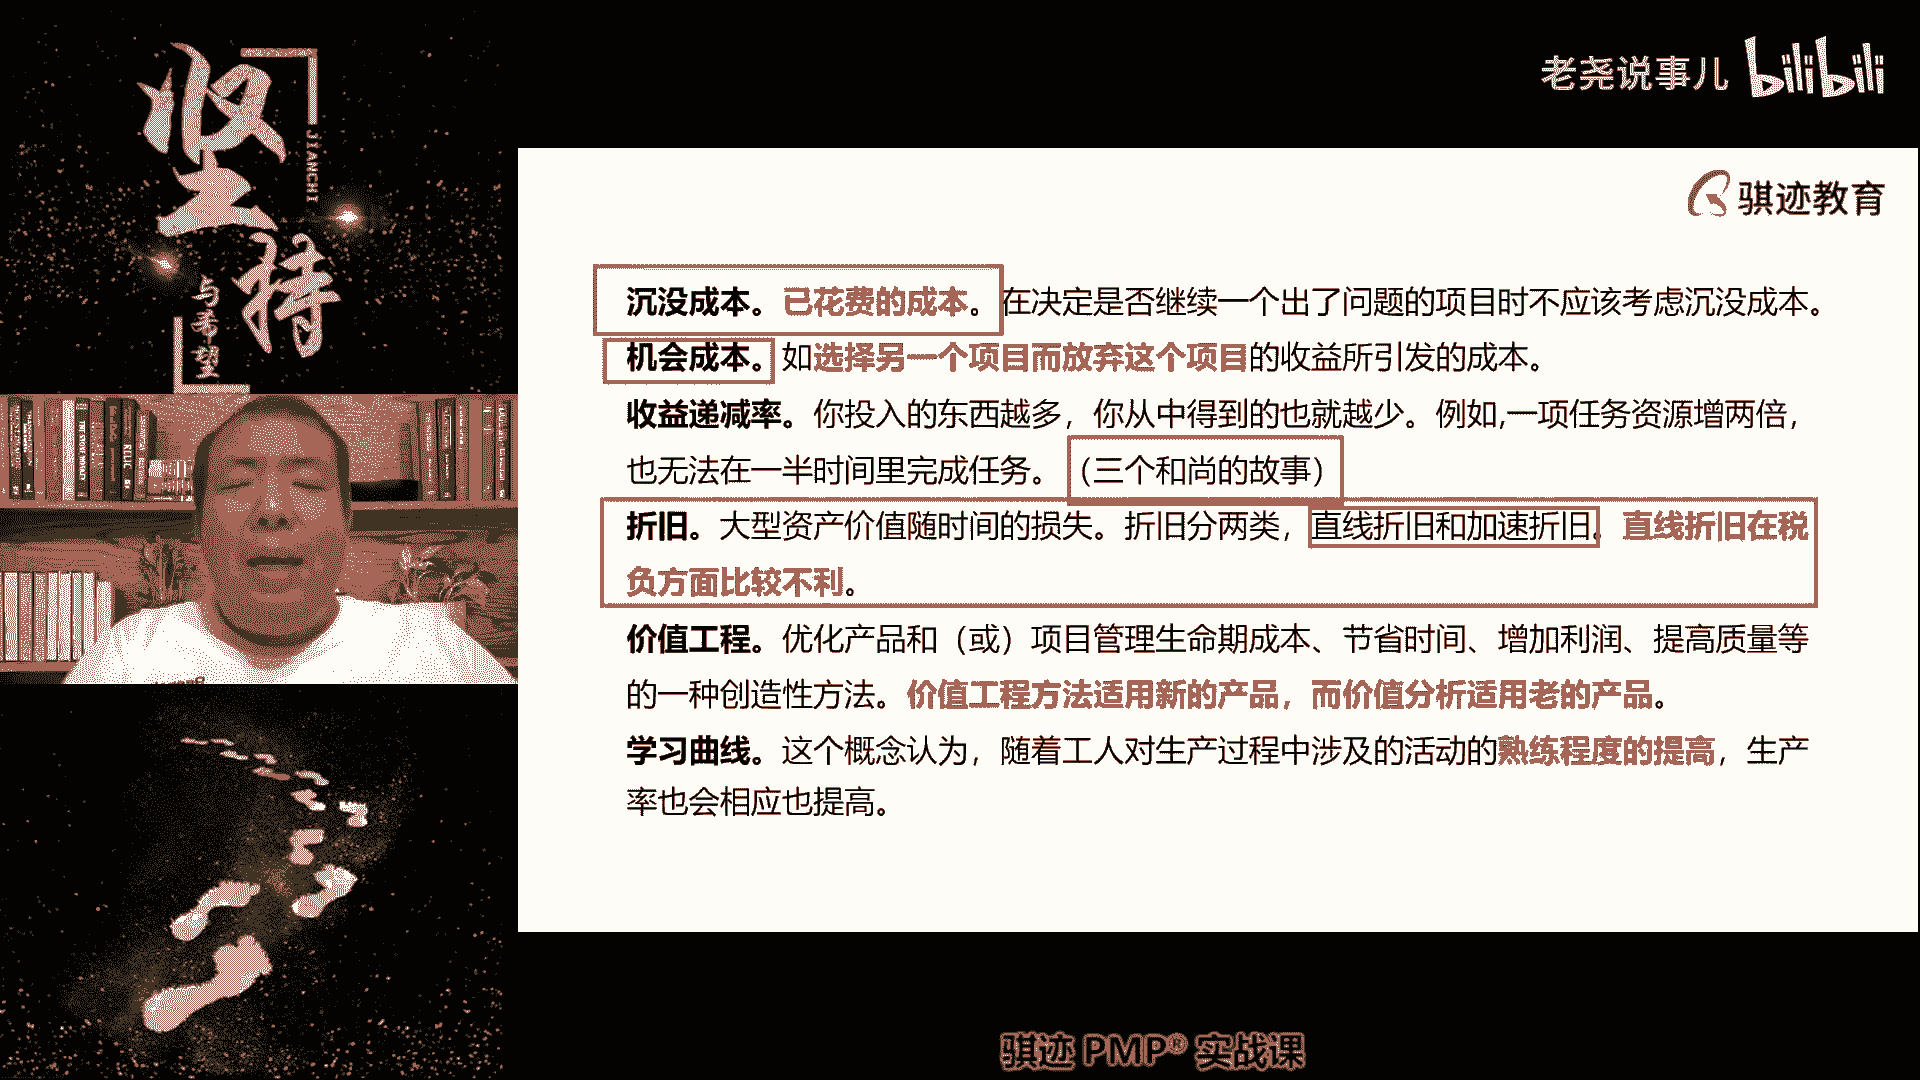 坚持
JIANCHI
与希望
老尧说事儿 bilibili
骐迹教育
沉没成本。已花费的成本。在决定是否继续一个出了问题的项目时不应该考虑沉没成本。
机会成本。如选择另一个项目而放弃这个项目的收益所引发的成本。
收益递减率。你投入的东西越多，你从中得到的也就越少。例如,一项任务资源增两倍，
也无法在一半时间里完成任务。（三个和尚的故事）
折旧。大型资产价值随时间的损失。折旧分两类，直线折旧和加速折旧。直线折旧在税
负方面比较不利。
价值工程。优化产品和（或）项目管理生命期成本、节省时间、增加利润、提高质量等
的一种创造性方法。价值工程方法适用新的产品，而价值分析适用老的产品。
学习曲线。这个概念认为，随着工人对生产过程中涉及的活动的熟练程度的提高，生产
率也会相应也提高。
骐迹 PMP® 实战课